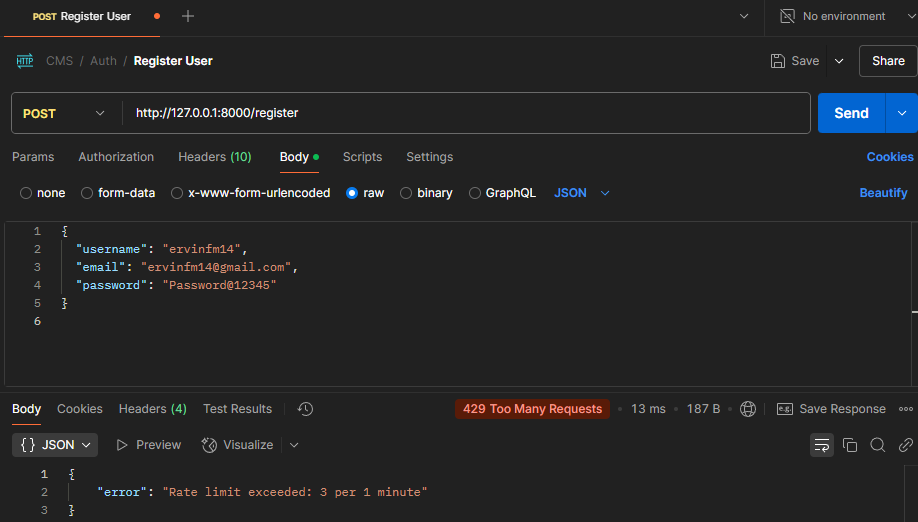 POST Register User
No environment
HTTP CMS / Auth / Register User
Save
Share
POST http://127.0.0.1:8000/register
Send
Params Authorization Headers (10) Body Scripts Settings Cookies
none form-data x-www-form-urlencoded raw binary GraphQL JSON Beautify
1 {
2 "username": "ervinfm14",
3 "email": "ervinfm14@gmail.com",
4 "password": "Password@12345"
5 }
6
Body Cookies Headers (4) Test Results 429 Too Many Requests 13 ms 187 B e.g. Save Response
{} JSON Preview Visualize
1 {
2 "error": "Rate limit exceeded: 3 per 1 minute"
3 }